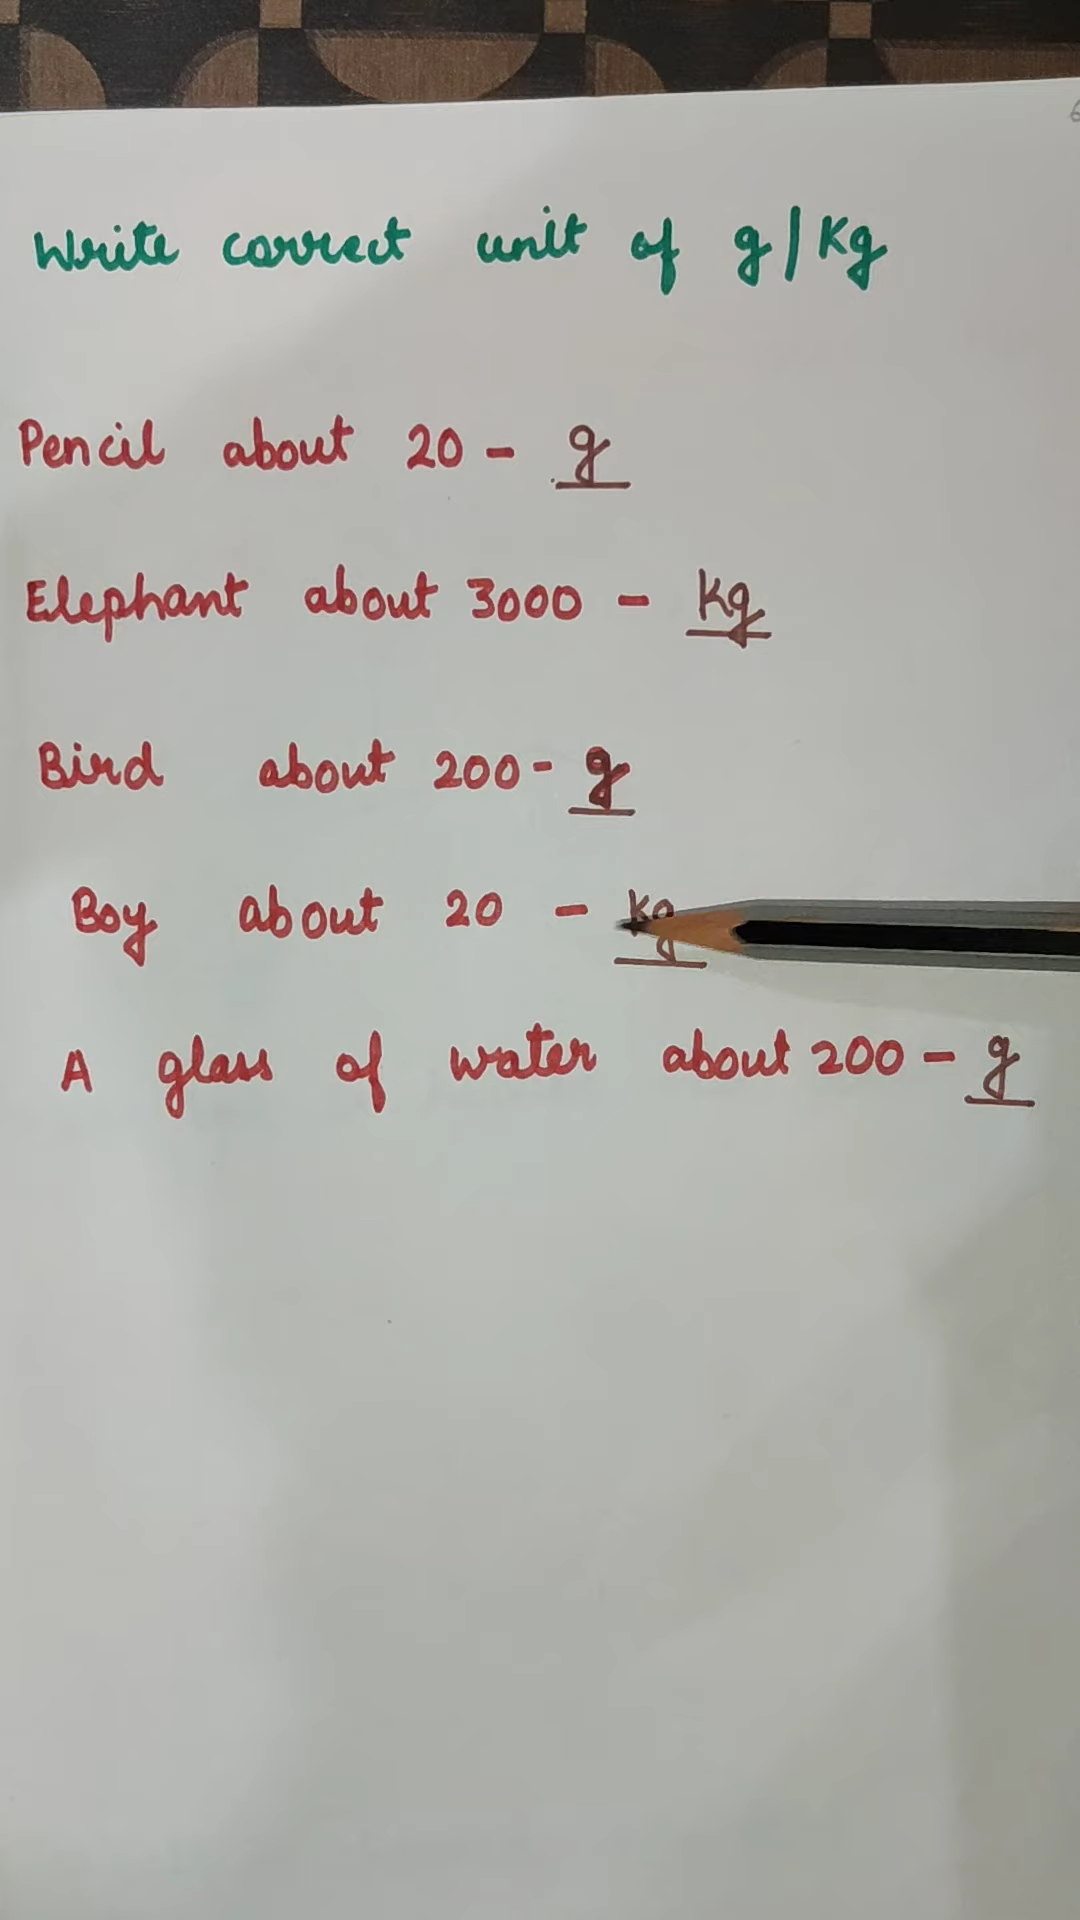 Write correct unit of g/Kg
Pencil about 20 - g
Elephant about 3000 - Kg
Bird about 200 - g
Boy about 20 - Kg
A glass of water about 200 - g